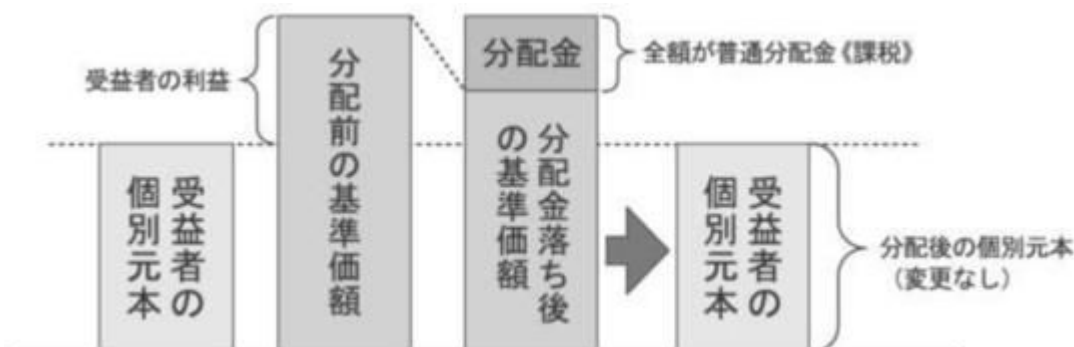 受益者の利益
受益者の
個別元本
分配前の基準価額
分配金
分配金落ち後
の基準価額
全額が普通分配金《課税》
受益者の
個別元本
分配後の個別元本
（変更なし）